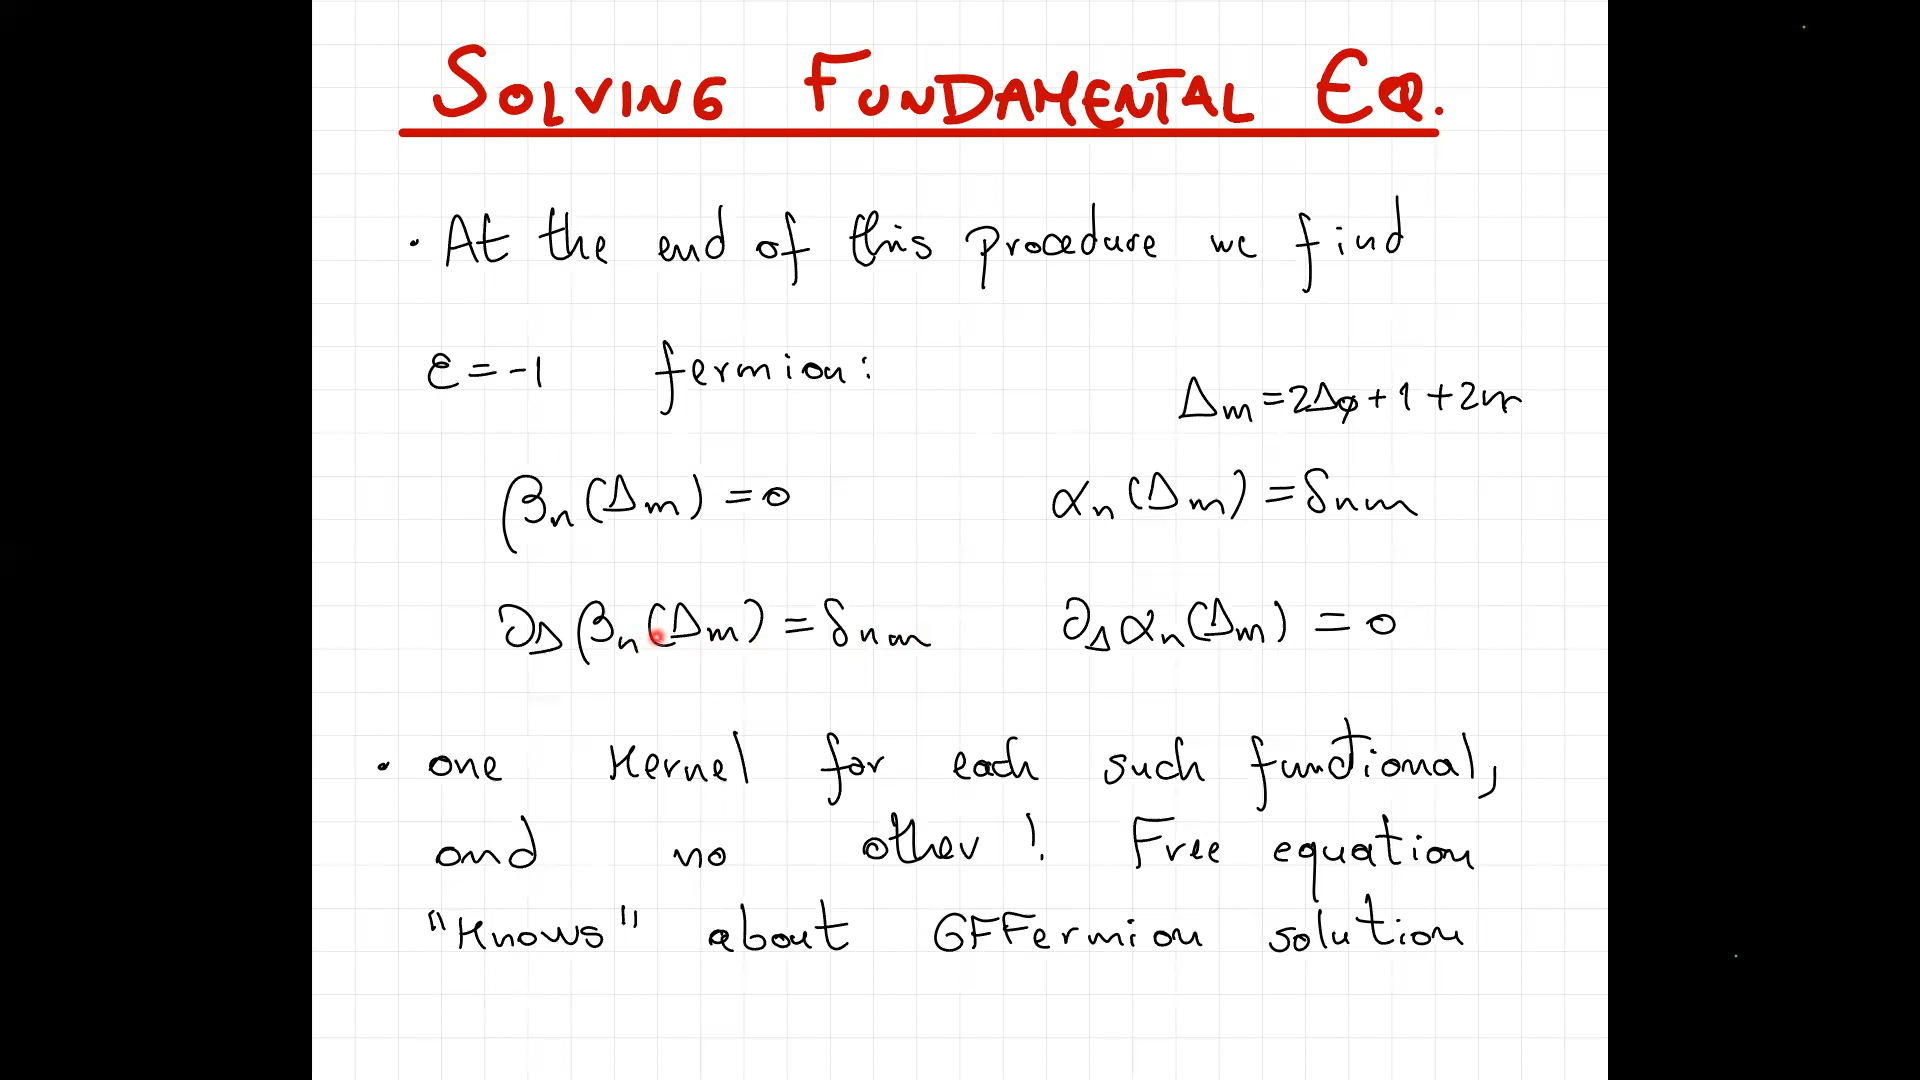 SOLVING FUNDAMENTAL EQ.
• At the end of this procedure we find
ε = -1 fermion:
Δm = 2Δφ + 1 + 2m
βn(Δm) = 0 αn(Δm) = δnm
∂Δ βn(Δm) = δnm ∂Δ αn(Δm) = 0
• one kernel for each such functional,
and no other! Free equation
"knows" about GFFermion solution